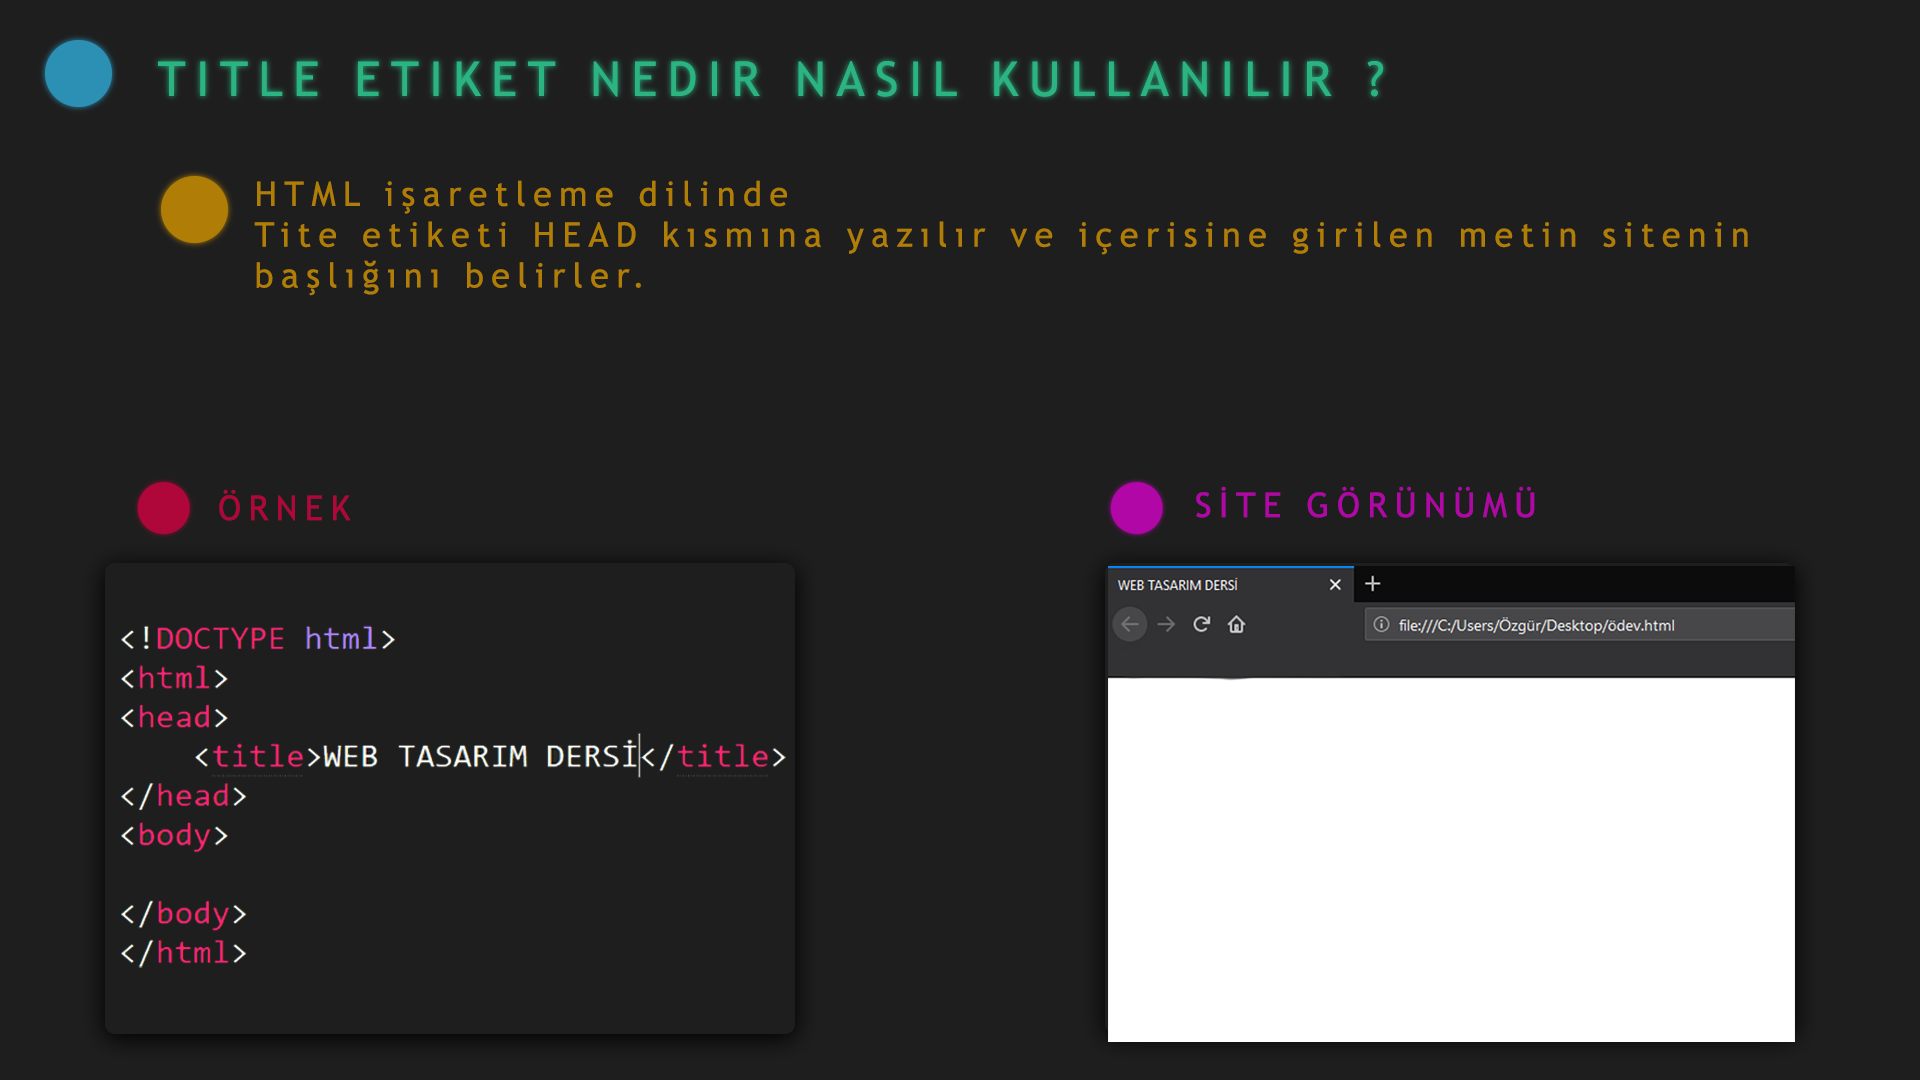 TITLE ETIKET NEDIR NASIL KULLANILIR ?
HTML işaretleme dilinde
Tite etiketi HEAD kısmına yazılır ve içerisine girilen metin sitenin
başlığını belirler.
ÖRNEK
<!DOCTYPE html>
<html>
<head>
<title>WEB TASARIM DERSİ</title>
</head>
<body>
</body>
</html>
SİTE GÖRÜNÜMÜ
WEB TASARIM DERSİ
file:///C:/Users/Özgür/Desktop/ödev.html